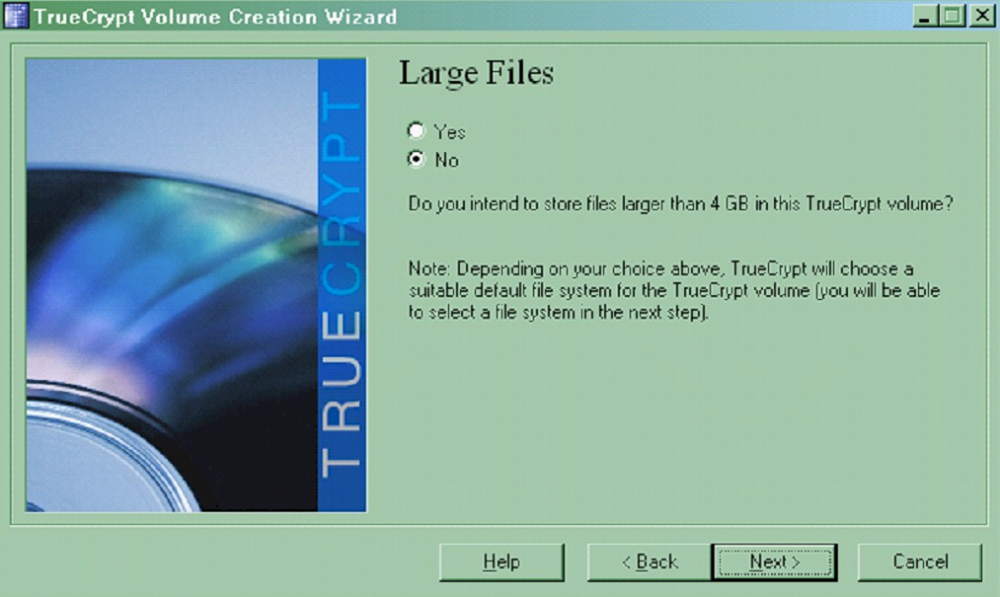 TrueCrypt Volume Creation Wizard
TRUECRYPT
Large Files
Yes
No
Do you intend to store files larger than 4 GB in this TrueCrypt volume?
Note: Depending on your choice above, TrueCrypt will choose a
suitable default file system for the TrueCrypt volume (you will be able
to select a file system in the next step).
Help
< Back
Next >
Cancel